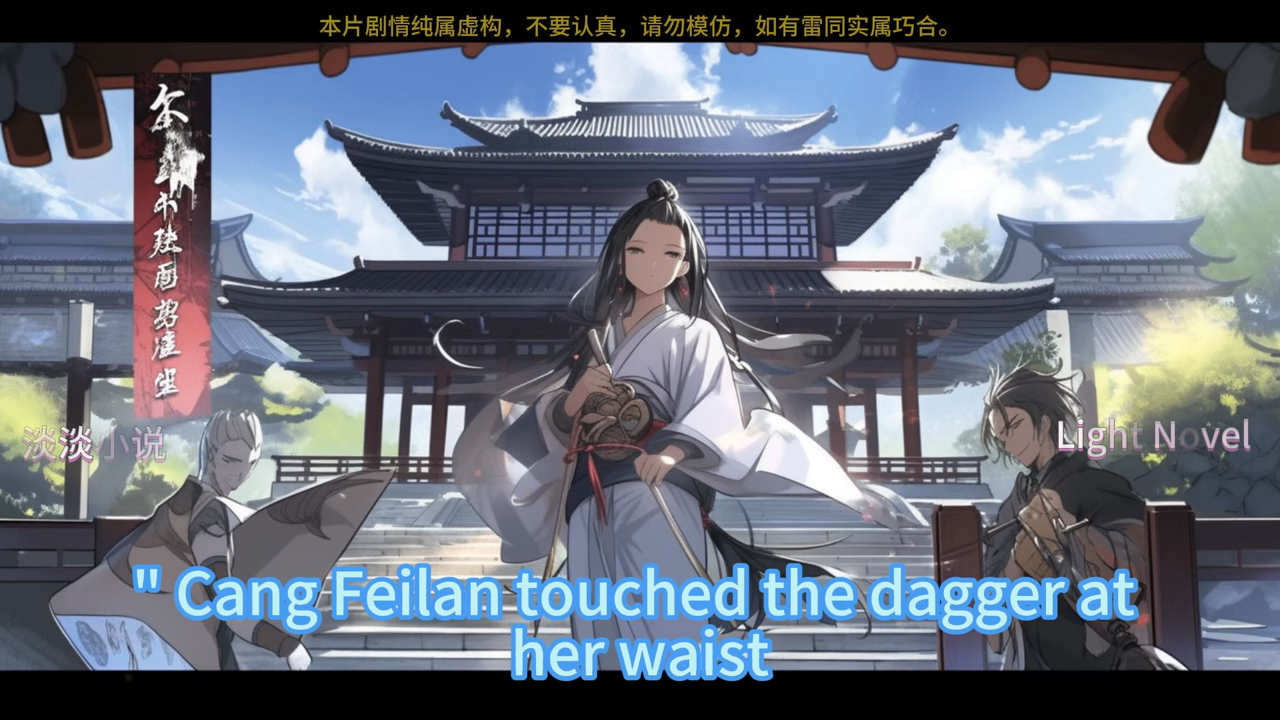 本片剧情纯属虚构，不要认真，请勿模仿，如有雷同实属巧合。
淡淡小说
Light Novel
" Cang Feilan touched the dagger at
her waist